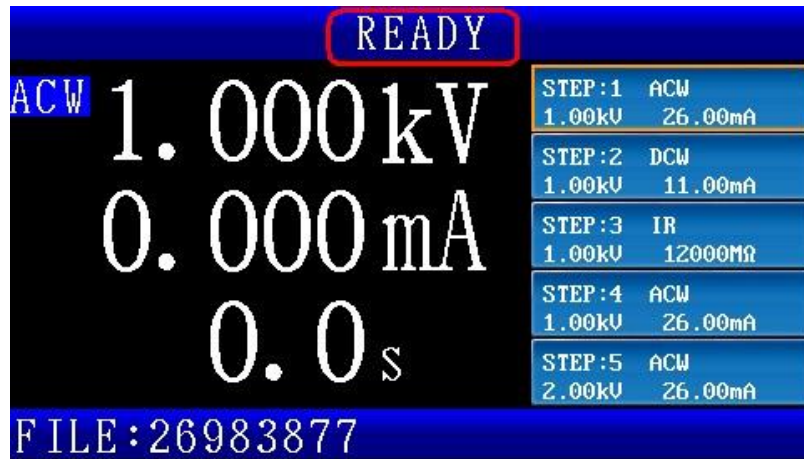 READY
ACW 1.000kV
0.000mA
0.0s
STEP:1 ACW
1.00kV 26.00mA
STEP:2 DCW
1.00kV 11.00mA
STEP:3 IR
1.00kV 12000MΩ
STEP:4 ACW
1.00kV 26.00mA
STEP:5 ACW
2.00kV 26.00mA
FILE:26983877